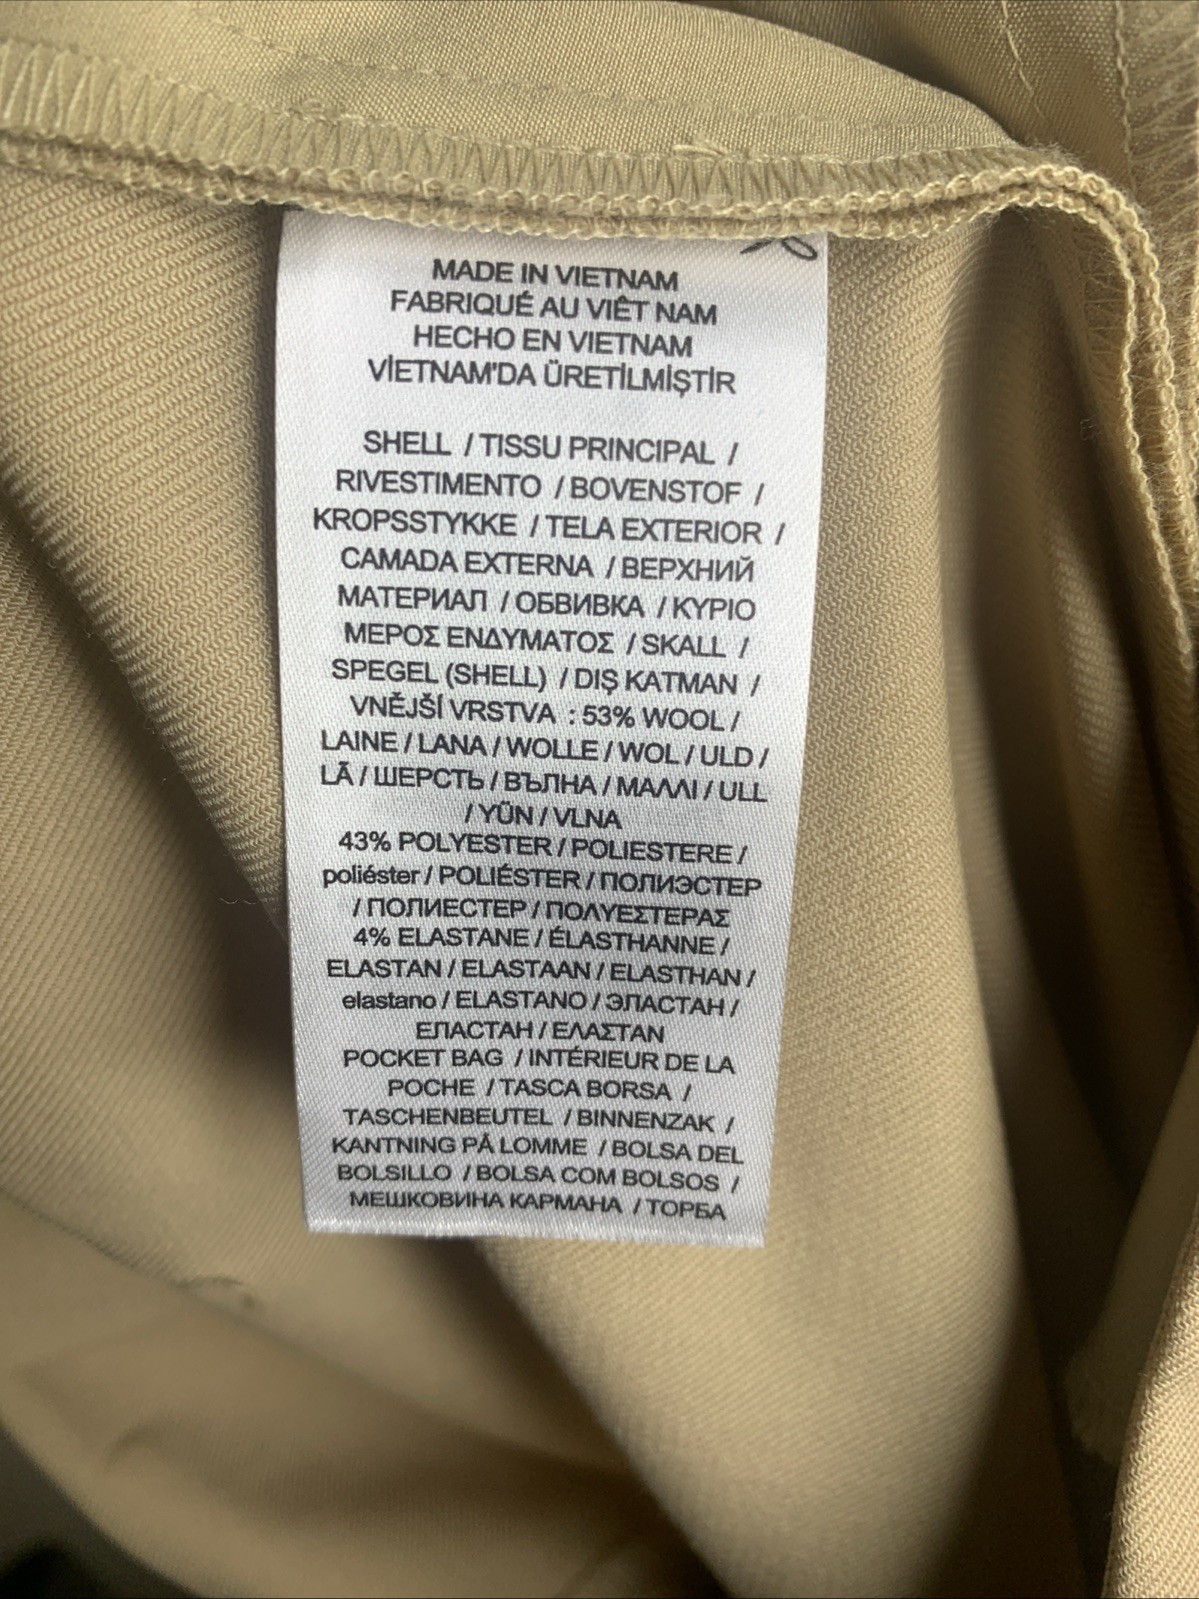 MADE IN VIETNAM
FABRIQUÉ AU VIÊT NAM
HECHO EN VIETNAM
VİETNAM'DA ÜRETİLMİŞTİR
SHELL / TISSU PRINCIPAL /
RIVESTIMENTO / BOVENSTOF /
KROPSSTYKKE / TELA EXTERIOR /
CAMADA EXTERNA / ВЕРХНИЙ
МАТЕРИАЛ / ОБВИВКА / ΚΥΡΙΟ
ΜΕΡΟΣ ΕΝΔΥΜΑΤΟΣ / SKALL /
SPEGEL (SHELL) / DIŞ KATMAN /
VNĚJŠÍ VRSTVA : 53% WOOL /
LAINE / LANA / WOLLE / WOL / ULD /
LÃ / ШЕРСТЬ / ВЪЛНА / ΜΑΛΛΙ / ULL
/ YÜN / VLNA
43% POLYESTER / POLIESTERE /
poliéster / POLIÉSTER / ПОЛИЭСТЕР
/ ПОЛИЕСТЕР / ΠΟΛΥΕΣΤΕΡΑΣ
4% ELASTANE / ÉLASTHANNE /
ELASTAN / ELASTAAN / ELASTHAN /
elastano / ELASTANO / ЭЛАСТАН /
ЕЛАСТАН / ΕΛΑΣΤΑΝ
POCKET BAG / INTÉRIEUR DE LA
POCHE / TASCA BORSA /
TASCHENBEUTEL / BINNENZAK /
KANTNING PÅ LOMME / BOLSA DEL
BOLSILLO / BOLSA COM BOLSOS /
МЕШКОВИНА КАРМАНА / ТОРБА